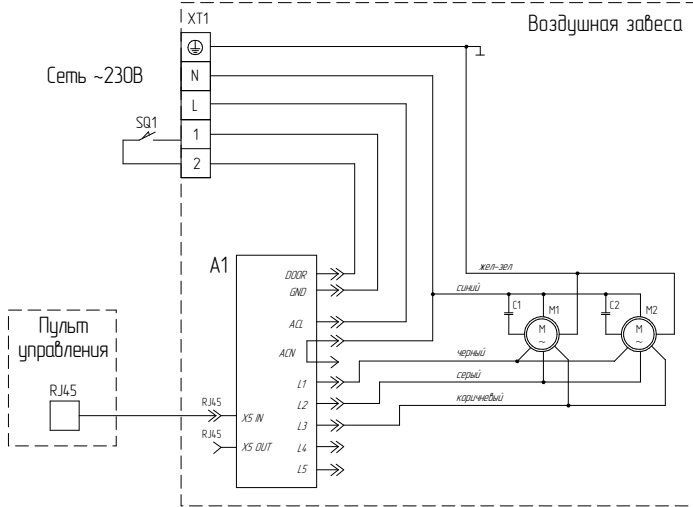 XT1
Воздушная завеса
Сеть ~230В
N
L
SQ1
1
2
A1
DOOR
GND
ACL
ACN
L1
L2
L3
L4
L5
X5 IN
X5 OUT
RJ45
RJ45
Пульт
управления
RJ45
жел-зел
синий
C1
M1
C2
M2
M
~
M
~
черный
серый
коричневый